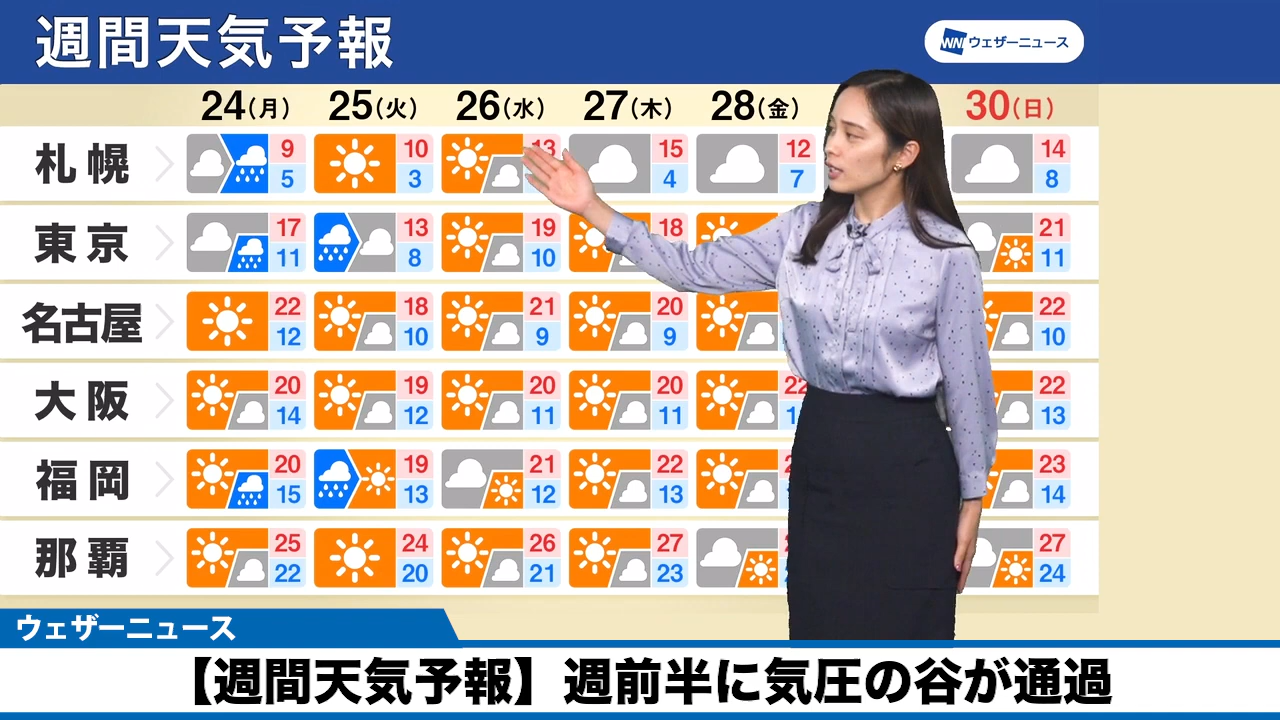 週間天気予報
WNI ウェザーニュース
24(月) 25(火) 26(水) 27(木) 28(金) 30(日)
札幌 9 10 13 15 12 14
5 3 4 7 8
東京 17 13 19 18 21
11 8 10 11
名古屋 22 18 21 20 22
12 10 9 9 10
大阪 20 19 20 20 22 22
14 12 11 11 13
福岡 20 19 21 22 23
15 13 12 13 14
那覇 25 24 26 27 27
22 20 21 23 24
ウェザーニュース
【週間天気予報】週前半に気圧の谷が通過